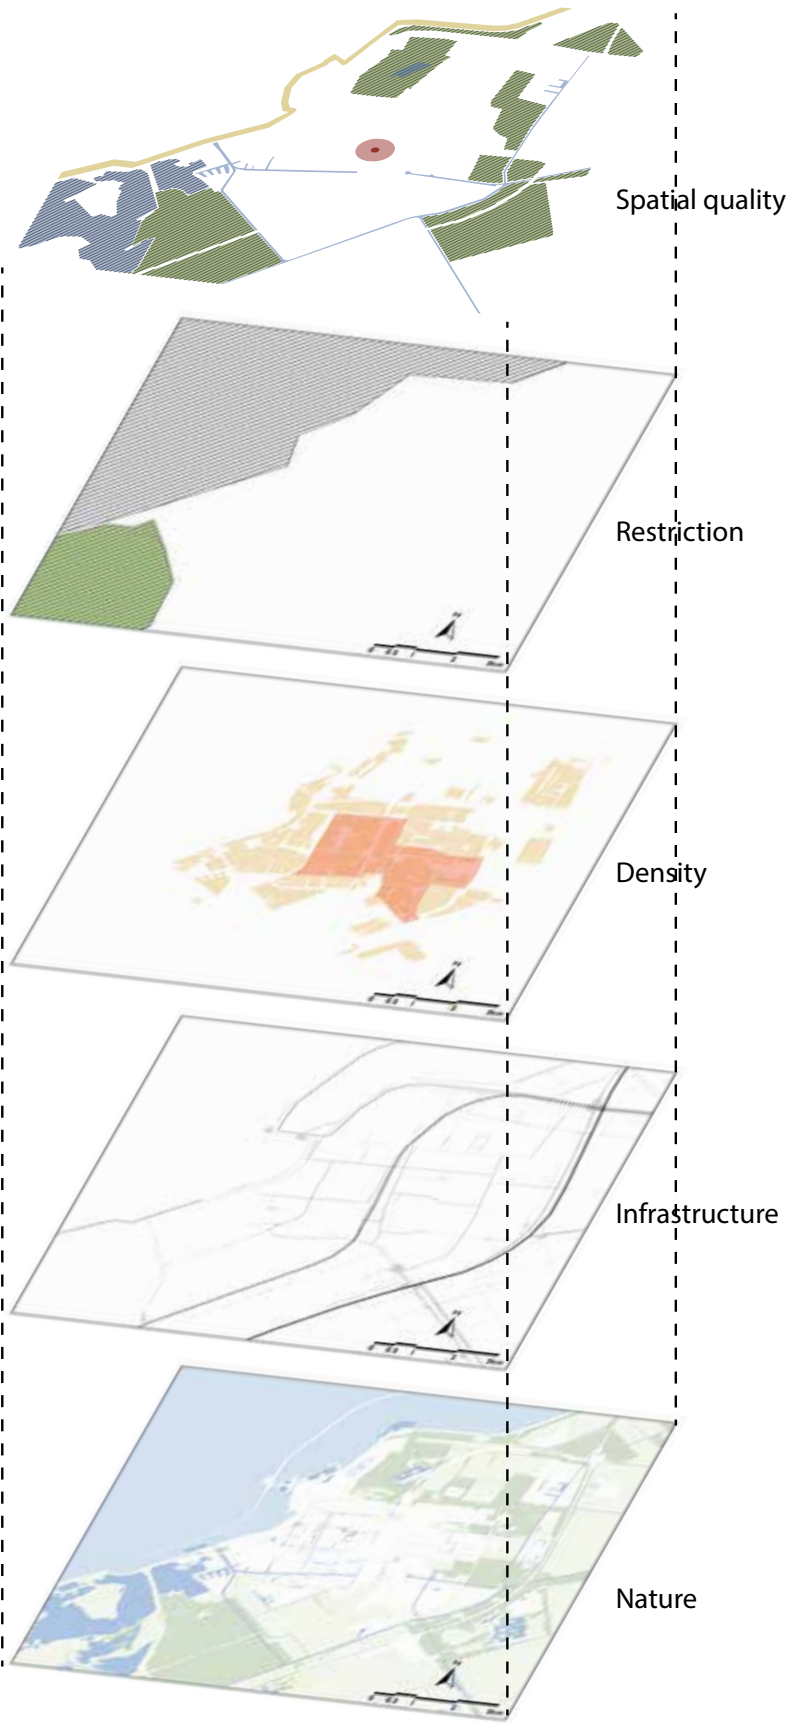 Spatial quality
Restriction
Density
Infrastructure
Nature